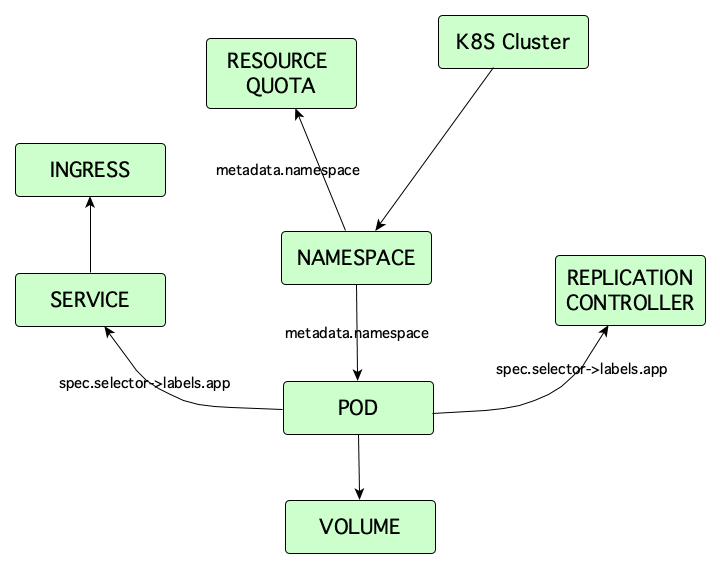 K8S Cluster
RESOURCE
QUOTA
metadata.namespace
INGRESS
NAMESPACE
REPLICATION
CONTROLLER
SERVICE
metadata.namespace
spec.selector->labels.app
spec.selector->labels.app
POD
VOLUME